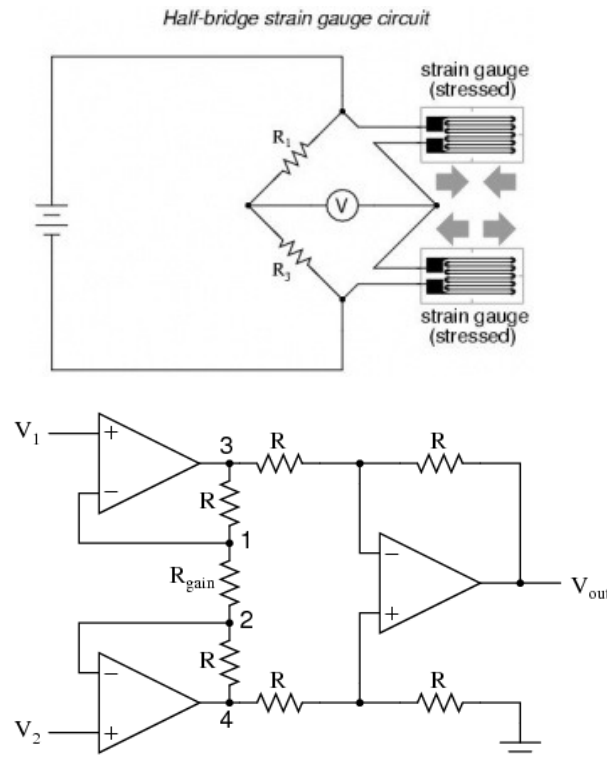 Half-bridge strain gauge circuit
strain gauge
(stressed)
R1
V
R3
strain gauge
(stressed)
V1
+
−
3
R
R
R
1
Rgain
−
+
Vout
2
R
−
+
V2
4
R
R